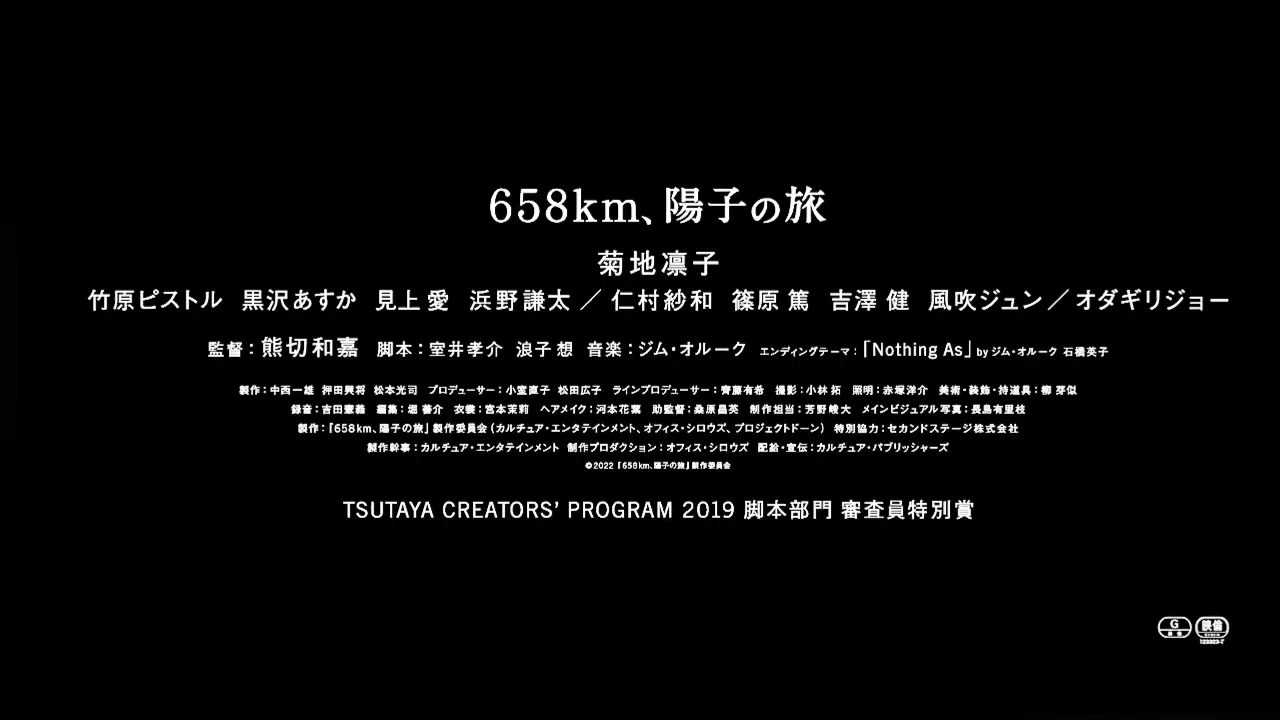 658km、陽子の旅
菊地凛子
竹原ピストル 黒沢あすか 見上愛 浜野謙太／仁村紗和 篠原篤 吉澤健 風吹ジュン／オダギリジョー
監督：熊切和嘉 脚本：室井孝介 浪子想 音楽：ジム・オルーク エンディングテーマ：「Nothing As」byジム・オルーク 石橋英子
製作：中西一雄 押田興将 松本光司 プロデューサー：小室直子 松田広子 ラインプロデューサー：齊藤有希 撮影：小林拓 照明：赤塚洋介 美術・装飾・持道具：柳芽似
録音：吉田憲義 編集：堀善介 衣裳：宮本茉莉 ヘアメイク：河本花葉 助監督：桑原昌英 制作担当：芳野峻大 メインビジュアル写真：長島有里枝
製作：『658km、陽子の旅』製作委員会（カルチュア・エンタテインメント、オフィス・シロウズ、プロジェクトドーン） 特別協力：セカンドステージ株式会社
製作幹事：カルチュア・エンタテインメント 制作プロダクション：オフィス・シロウズ 配給・宣伝：カルチュア・パブリッシャーズ
©2022『658km、陽子の旅』製作委員会
TSUTAYA CREATORS' PROGRAM 2019 脚本部門 審査員特別賞
G 映倫